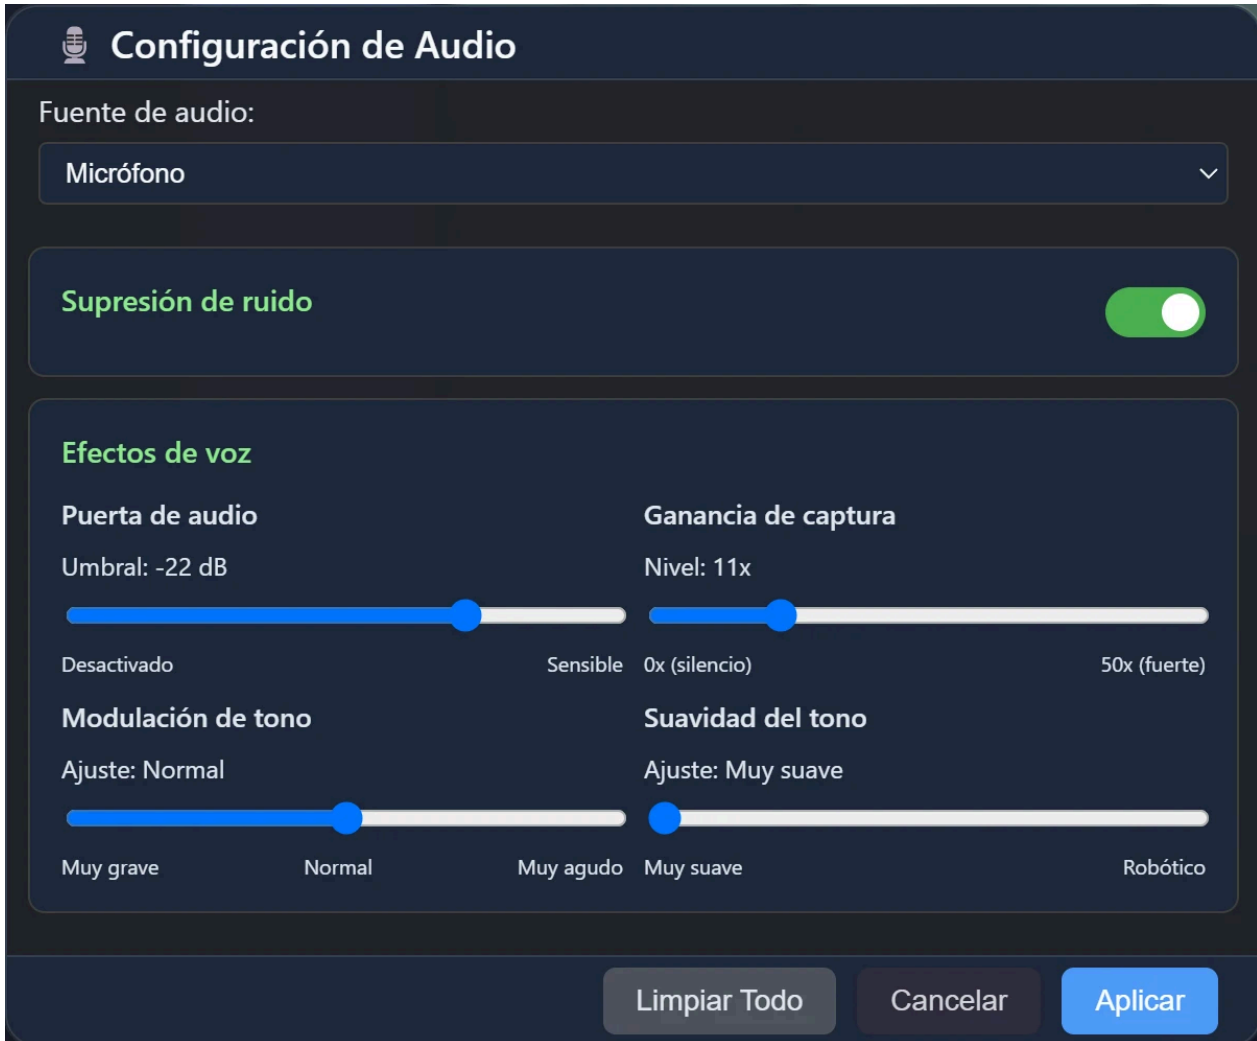 Configuración de Audio
Fuente de audio:
Micrófono
Supresión de ruido
Efectos de voz
Puerta de audio
Umbral: -22 dB
Desactivado Sensible
Ganancia de captura
Nivel: 11x
0x (silencio) 50x (fuerte)
Modulación de tono
Ajuste: Normal
Muy grave Normal Muy agudo
Suavidad del tono
Ajuste: Muy suave
Muy suave Robótico
Limpiar Todo Cancelar Aplicar